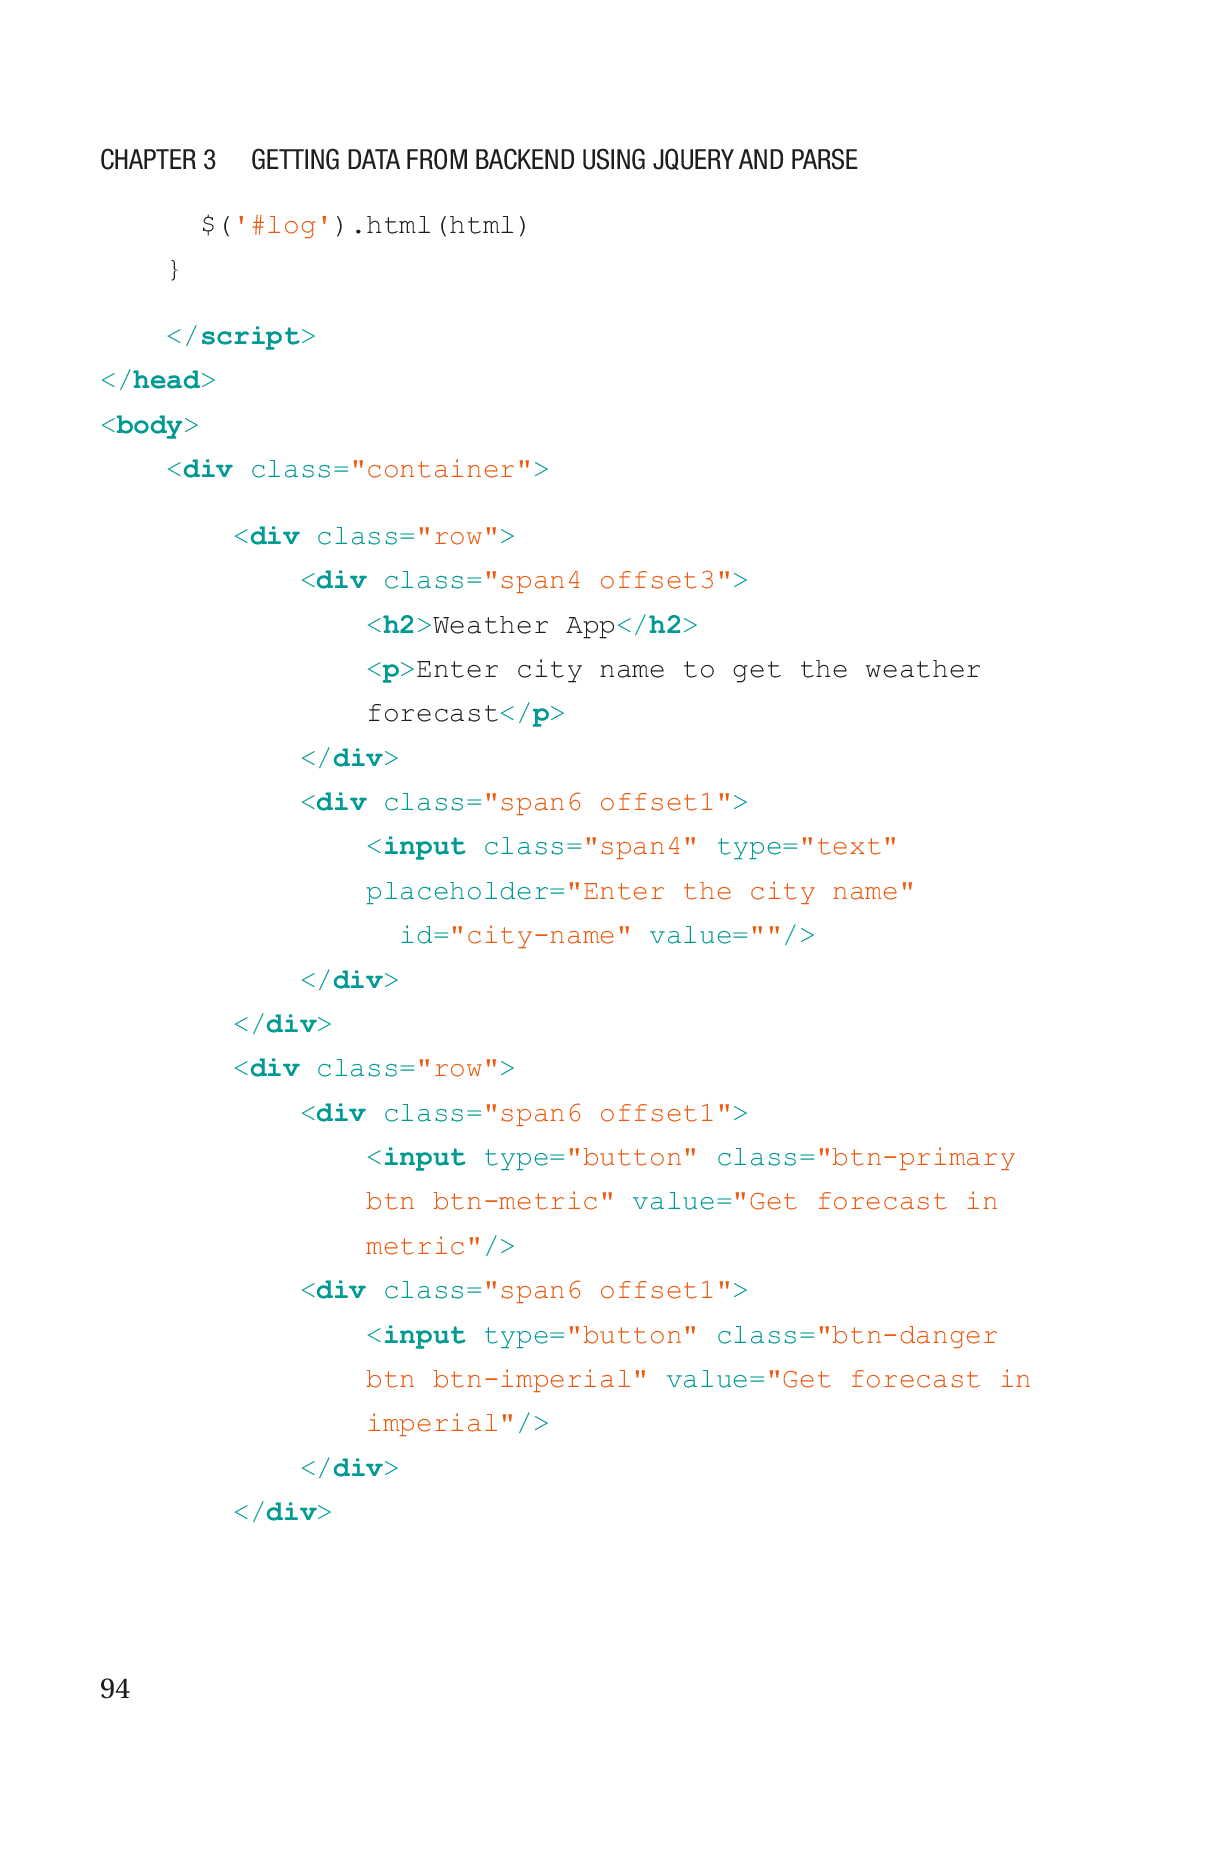 CHAPTER 3 GETTING DATA FROM BACKEND USING JQUERY AND PARSE
      $('#log').html(html)
    }
    </script>
</head>
<body>
    <div class="container">
        <div class="row">
            <div class="span4 offset3">
                <h2>Weather App</h2>
                <p>Enter city name to get the weather
                forecast</p>
            </div>
            <div class="span6 offset1">
                <input class="span4" type="text"
                placeholder="Enter the city name"
                  id="city-name" value=""/>
            </div>
        </div>
        <div class="row">
            <div class="span6 offset1">
                <input type="button" class="btn-primary
                btn btn-metric" value="Get forecast in
                metric"/>
            <div class="span6 offset1">
                <input type="button" class="btn-danger
                btn btn-imperial" value="Get forecast in
                imperial"/>
            </div>
        </div>
94